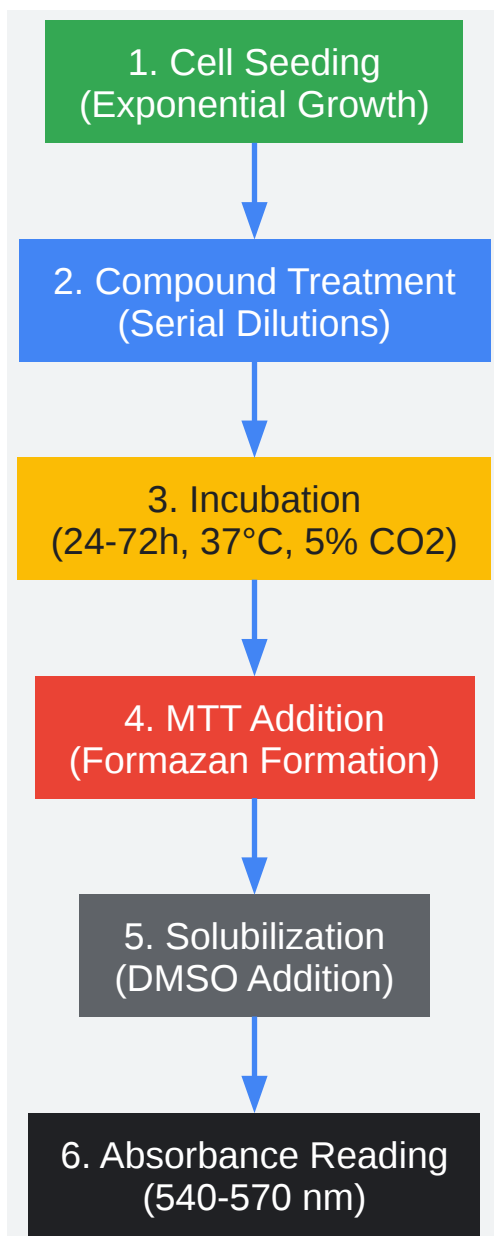 1. Cell Seeding
(Exponential Growth)
2. Compound Treatment
(Serial Dilutions)
3. Incubation
(24-72h, 37°C, 5% CO2)
4. MTT Addition
(Formazan Formation)
5. Solubilization
(DMSO Addition)
6. Absorbance Reading
(540-570 nm)